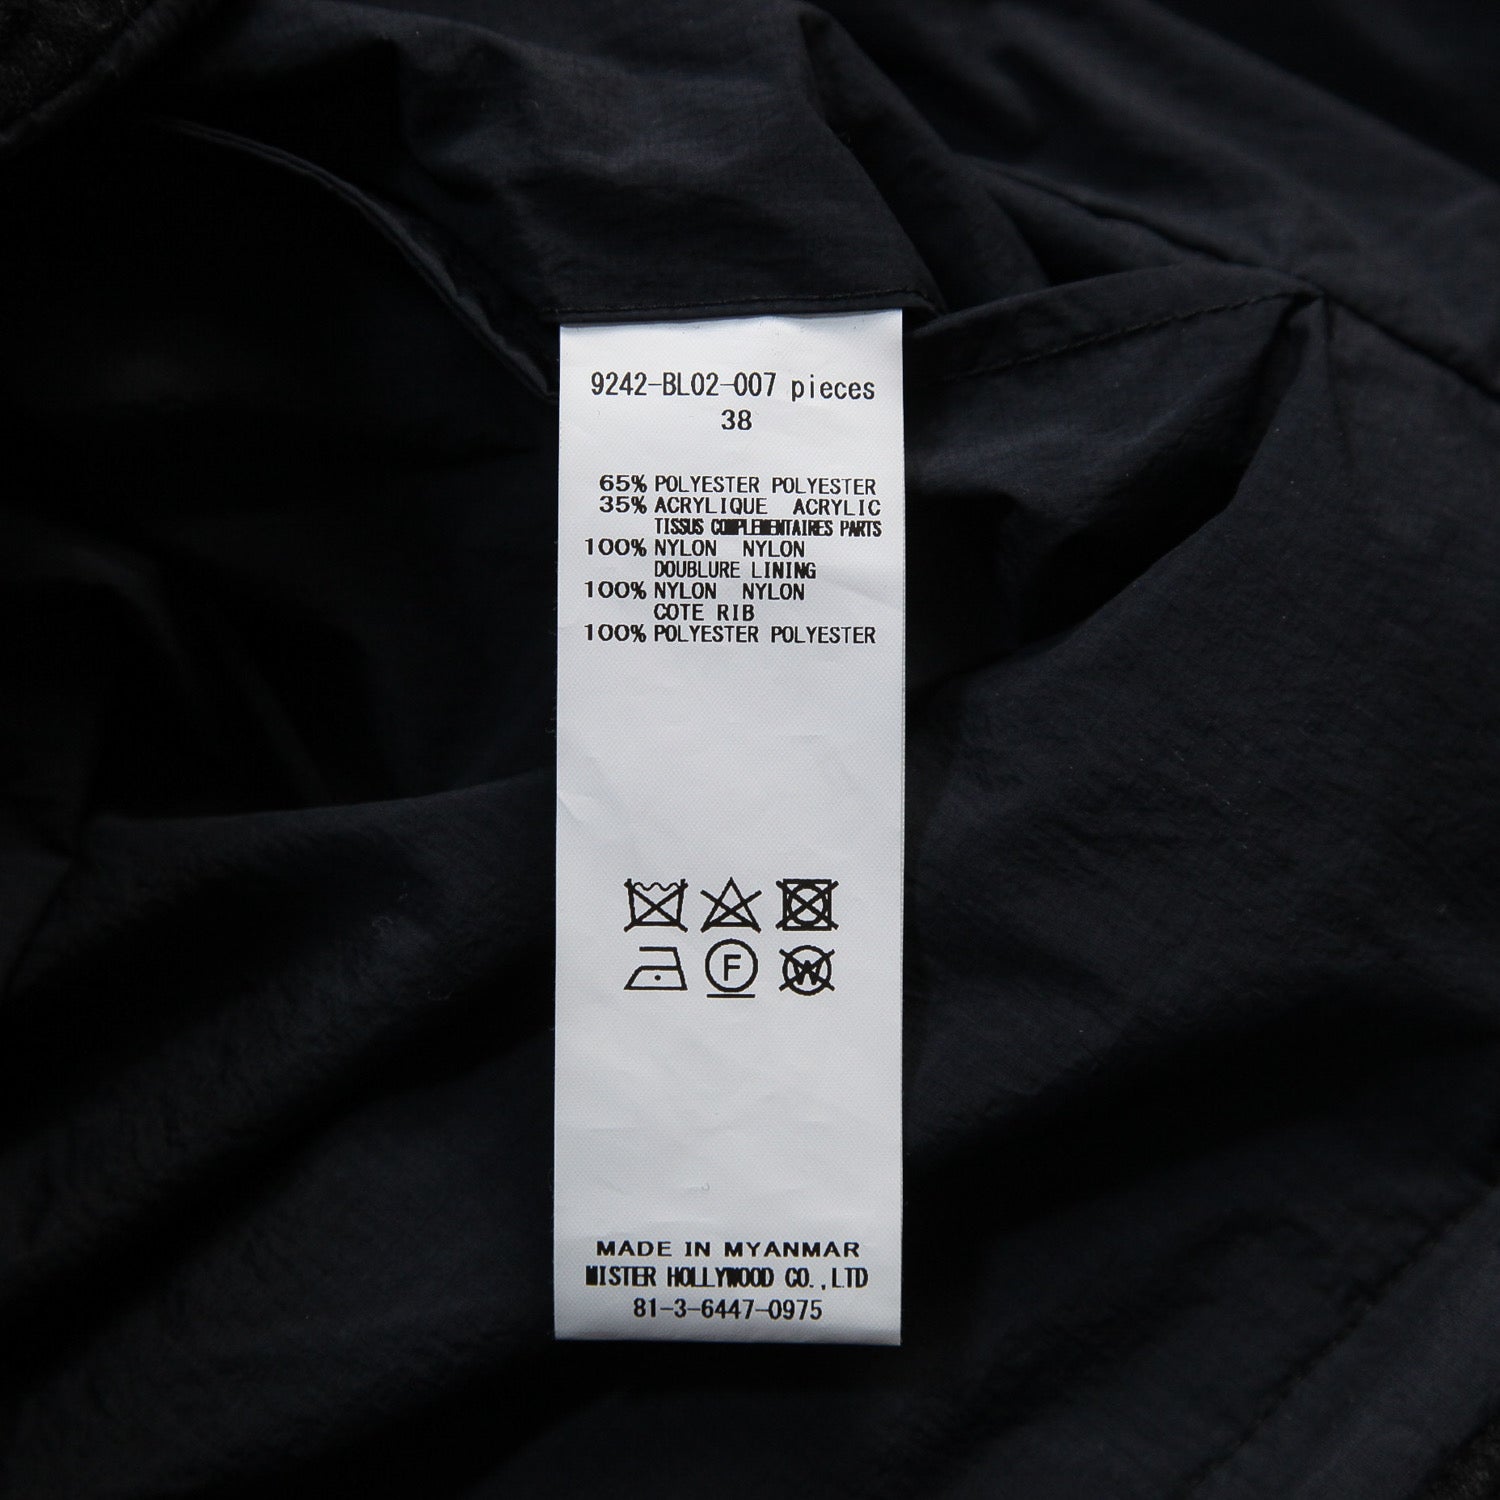 9242-BL02-007 pieces
38
65% POLYESTER POLYESTER
35% ACRYLIQUE ACRYLIC
TISSUS COMPLEMENTAIRES PARTS
100% NYLON NYLON
DOUBLURE LINING
100% NYLON NYLON
COTE RIB
100% POLYESTER POLYESTER
F
W
MADE IN MYANMAR
MISTER HOLLYWOOD CO.,LTD
81-3-6447-0975